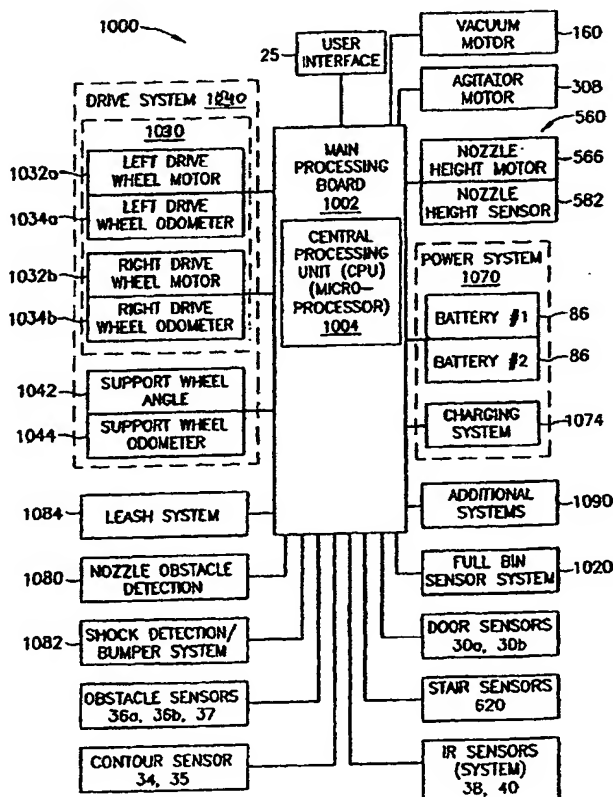 1000
25
USER
INTERFACE
VACUUM
MOTOR
160
AGITATOR
MOTOR
308
560
NOZZLE
HEIGHT MOTOR
566
NOZZLE
HEIGHT SENSOR
582
DRIVE SYSTEM 1040
1030
1032a
LEFT DRIVE
WHEEL MOTOR
1034a
LEFT DRIVE
WHEEL ODOMETER
1032b
RIGHT DRIVE
WHEEL MOTOR
1034b
RIGHT DRIVE
WHEEL ODOMETER
1042
SUPPORT WHEEL
ANGLE
1044
SUPPORT WHEEL
ODOMETER
MAIN
PROCESSING
BOARD
1002
CENTRAL
PROCESSING
UNIT (CPU)
(MICRO-
PROCESSOR)
1004
POWER SYSTEM
1070
BATTERY #1
86
BATTERY #2
86
CHARGING
SYSTEM
1074
1084
LEASH SYSTEM
1080
NOZZLE OBSTACLE
DETECTION
1082
SHOCK DETECTION/
BUMPER SYSTEM
OBSTACLE SENSORS
36a, 36b, 37
CONTOUR SENSOR
34, 35
ADDITIONAL
SYSTEMS
1090
FULL BIN
SENSOR SYSTEM
1020
DOOR SENSORS
30a, 30b
STAIR SENSORS
620
IR SENSORS
(SYSTEM)
38, 40